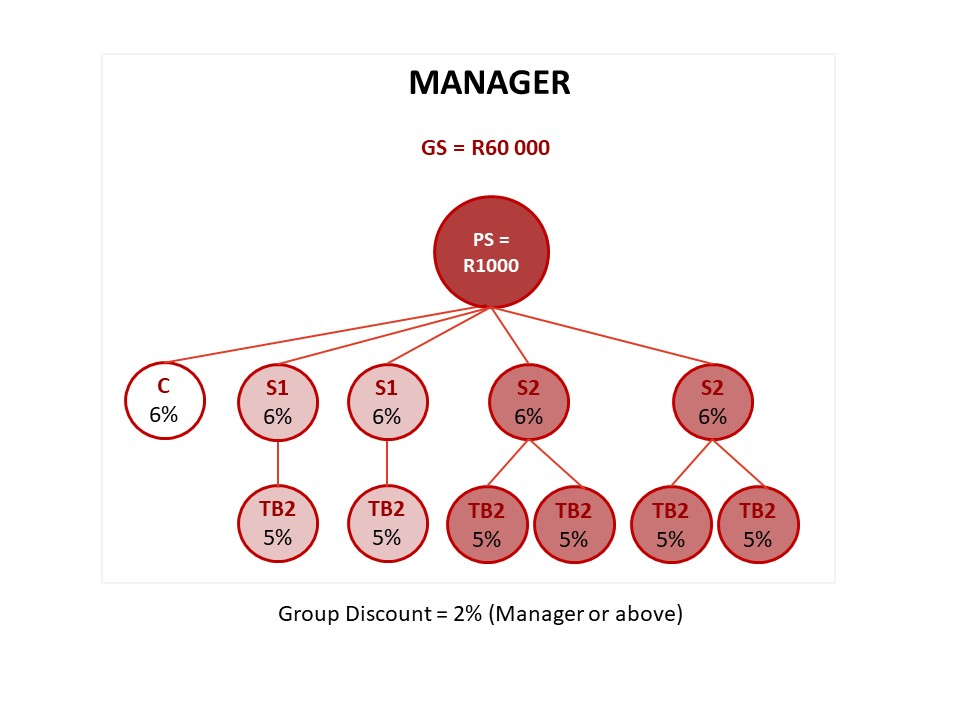 MANAGER
GS = R60 000
PS =
R1000
C
6%
S1
6%
S1
6%
S2
6%
S2
6%
TB2
5%
TB2
5%
TB2
5%
TB2
5%
TB2
5%
TB2
5%
Group Discount = 2% (Manager or above)